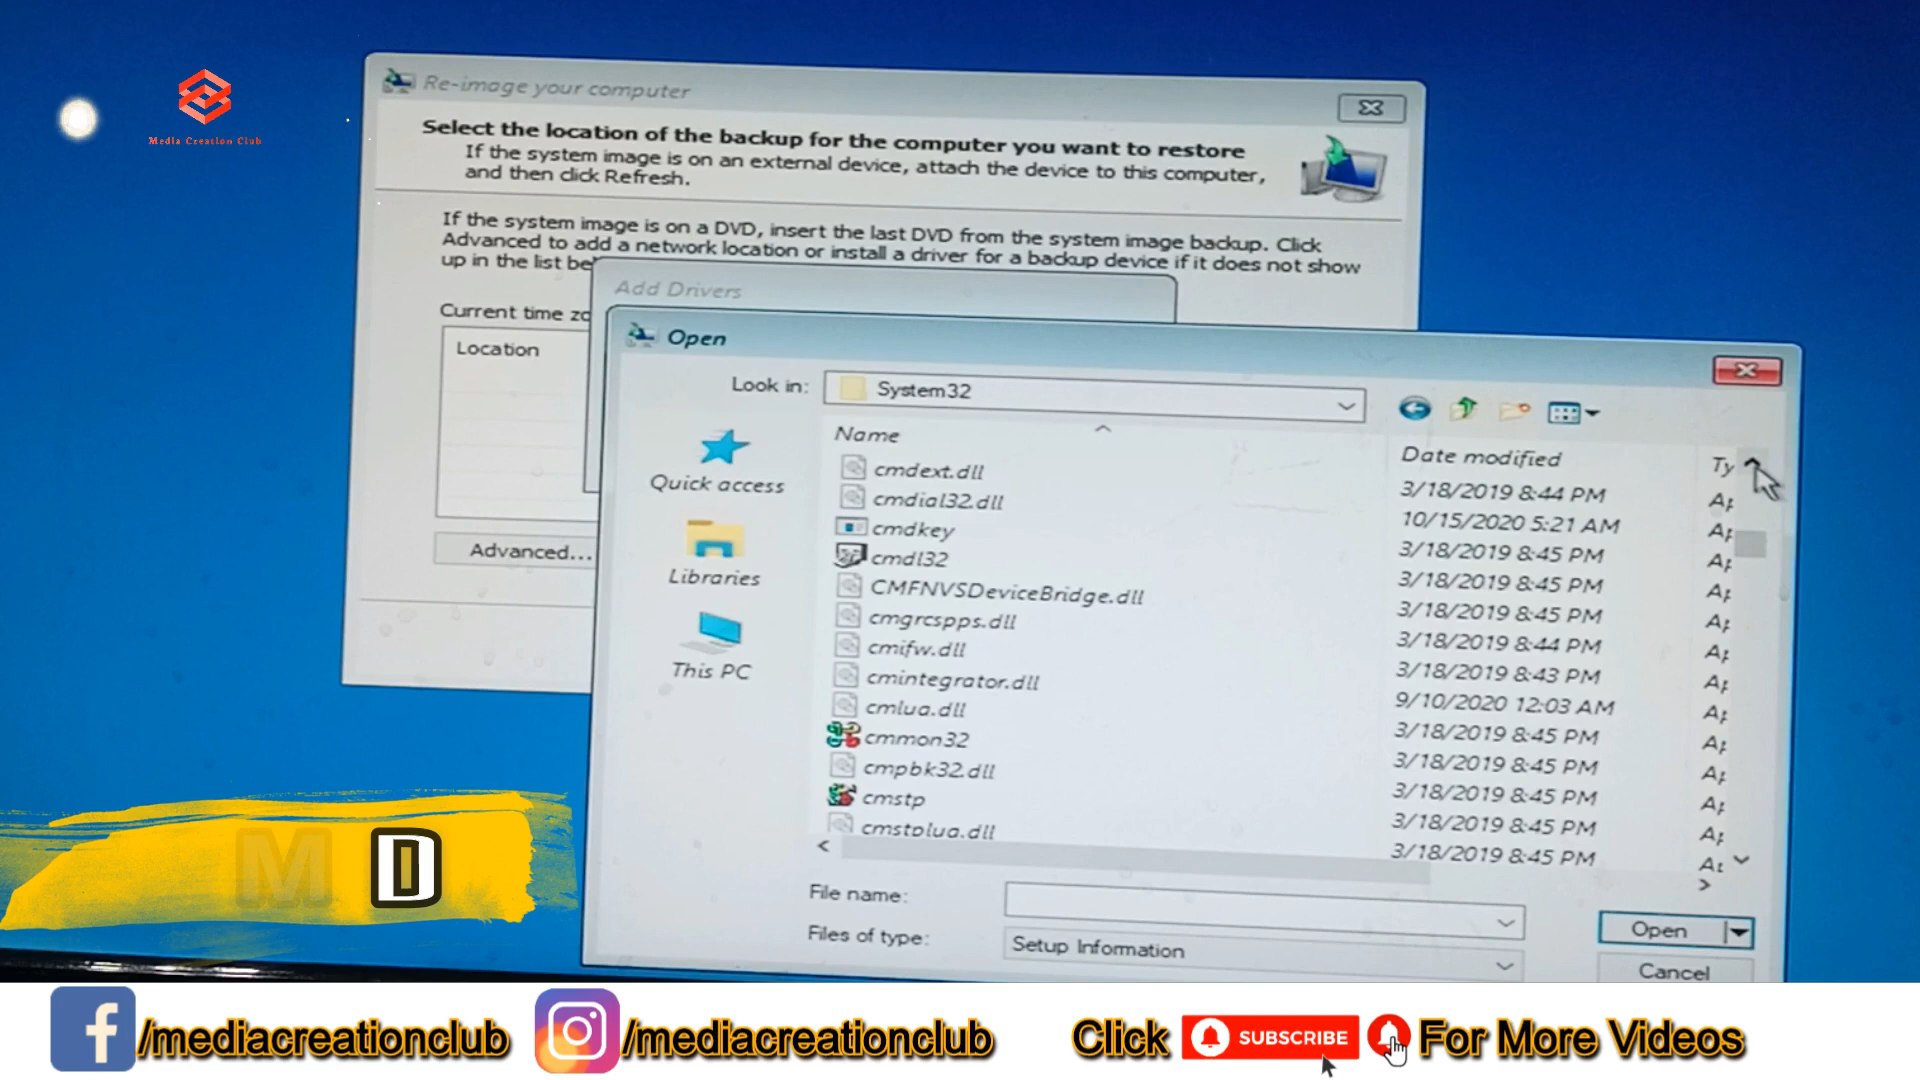 Media Creation Club
Re-image your computer
Select the location of the backup for the computer you want to restore
If the system image is on an external device, attach the device to this computer,
and then click Refresh.
If the system image is on a DVD, insert the last DVD from the system image backup. Click
Advanced to add a network location or install a driver for a backup device if it does not show
up in the list be
Current time zo
Location
Advanced...
Add Drivers
Open
Look in: System32
Quick access
Libraries
This PC
Name Date modified Ty
cmdext.dll 3/18/2019 8:44 PM
cmdial32.dll 10/15/2020 5:21 AM
cmdkey 3/18/2019 8:45 PM
cmdl32 3/18/2019 8:45 PM
CMFNVSDeviceBridge.dll 3/18/2019 8:45 PM
cmgrcspps.dll 3/18/2019 8:44 PM
cmifw.dll 3/18/2019 8:43 PM
cmintegrator.dll 9/10/2020 12:03 AM
cmlua.dll 3/18/2019 8:45 PM
cmmon32 3/18/2019 8:45 PM
cmpbk32.dll 3/18/2019 8:45 PM
cmstp 3/18/2019 8:45 PM
cmstplua.dll 3/18/2019 8:45 PM
File name:
Files of type: Setup Information
Open
Cancel
M D
/mediacreationclub /mediacreationclub Click SUBSCRIBE For More Videos